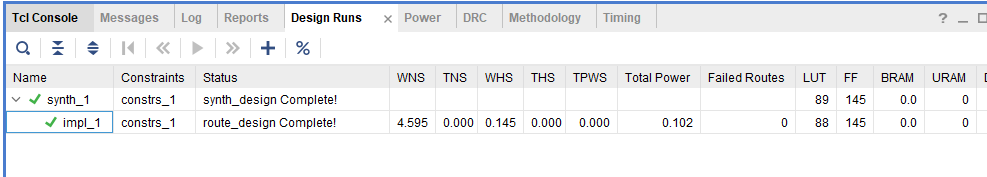 Tcl Console Messages Log Reports Design Runs × Power DRC Methodology Timing ? _
%
Name Constraints Status WNS TNS WHS THS TPWS Total Power Failed Routes LUT FF BRAM URAM
synth_1 constrs_1 synth_design Complete! 89 145 0.0 0
impl_1 constrs_1 route_design Complete! 4.595 0.000 0.145 0.000 0.000 0.102 0 88 145 0.0 0